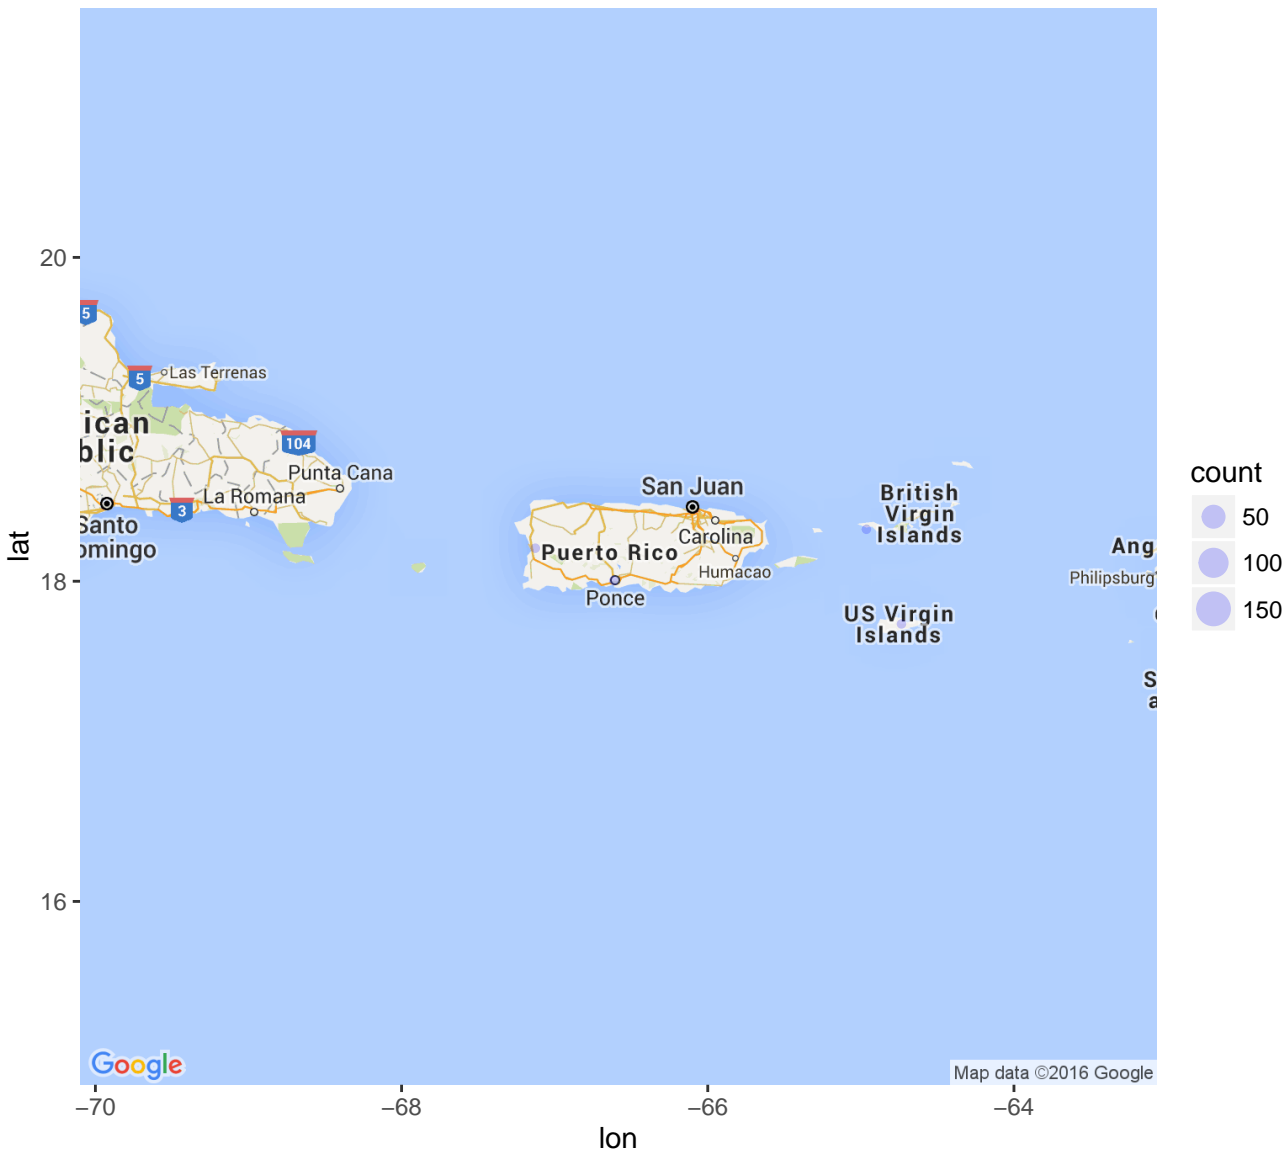 20
5
5
Las Terrenas
ican
blic
104
Punta Cana
La Romana
3
Santo
omingo
San Juan
Carolina
Puerto Rico
Humacao
Ponce
British
Virgin
Islands
US Virgin
Islands
Ang
Philipsburg
S
a
count
50
100
150
lat
18
16
Google
Map data ©2016 Google
−70
−68
−66
−64
lon